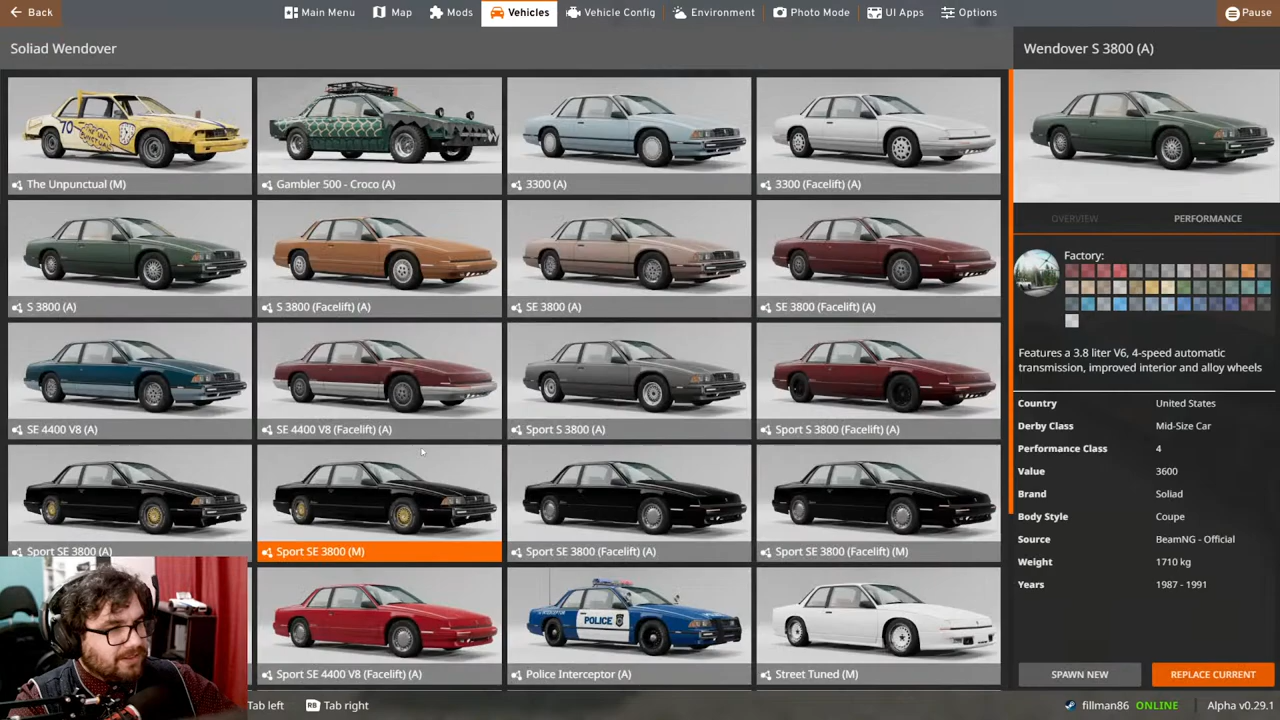 Back
Main Menu
Map
Mods
Vehicles
Vehicle Config
Environment
Photo Mode
UI Apps
Options
Pause
Soliad Wendover
Wendover S 3800 (A)
70
The Unpunctual (M)
Gambler 500 - Croco (A)
3300 (A)
3300 (Facelift) (A)
S 3800 (A)
S 3800 (Facelift) (A)
SE 3800 (A)
SE 3800 (Facelift) (A)
SE 4400 V8 (A)
SE 4400 V8 (Facelift) (A)
Sport S 3800 (A)
Sport S 3800 (Facelift) (A)
Sport SE 3800 (A)
Sport SE 3800 (M)
Sport SE 3800 (Facelift) (A)
Sport SE 3800 (Facelift) (M)
POLICE
Sport SE 4400 V8 (Facelift) (A)
Police Interceptor (A)
Street Tuned (M)
OVERVIEW
PERFORMANCE
Factory:
Features a 3.8 liter V6, 4-speed automatic
transmission, improved interior and alloy wheels
Country United States
Derby Class Mid-Size Car
Performance Class 4
Value 3600
Brand Soliad
Body Style Coupe
Source BeamNG - Official
Weight 1710 kg
Years 1987 - 1991
SPAWN NEW
REPLACE CURRENT
Tab left
RB Tab right
fillman86 ONLINE
Alpha v0.29.1